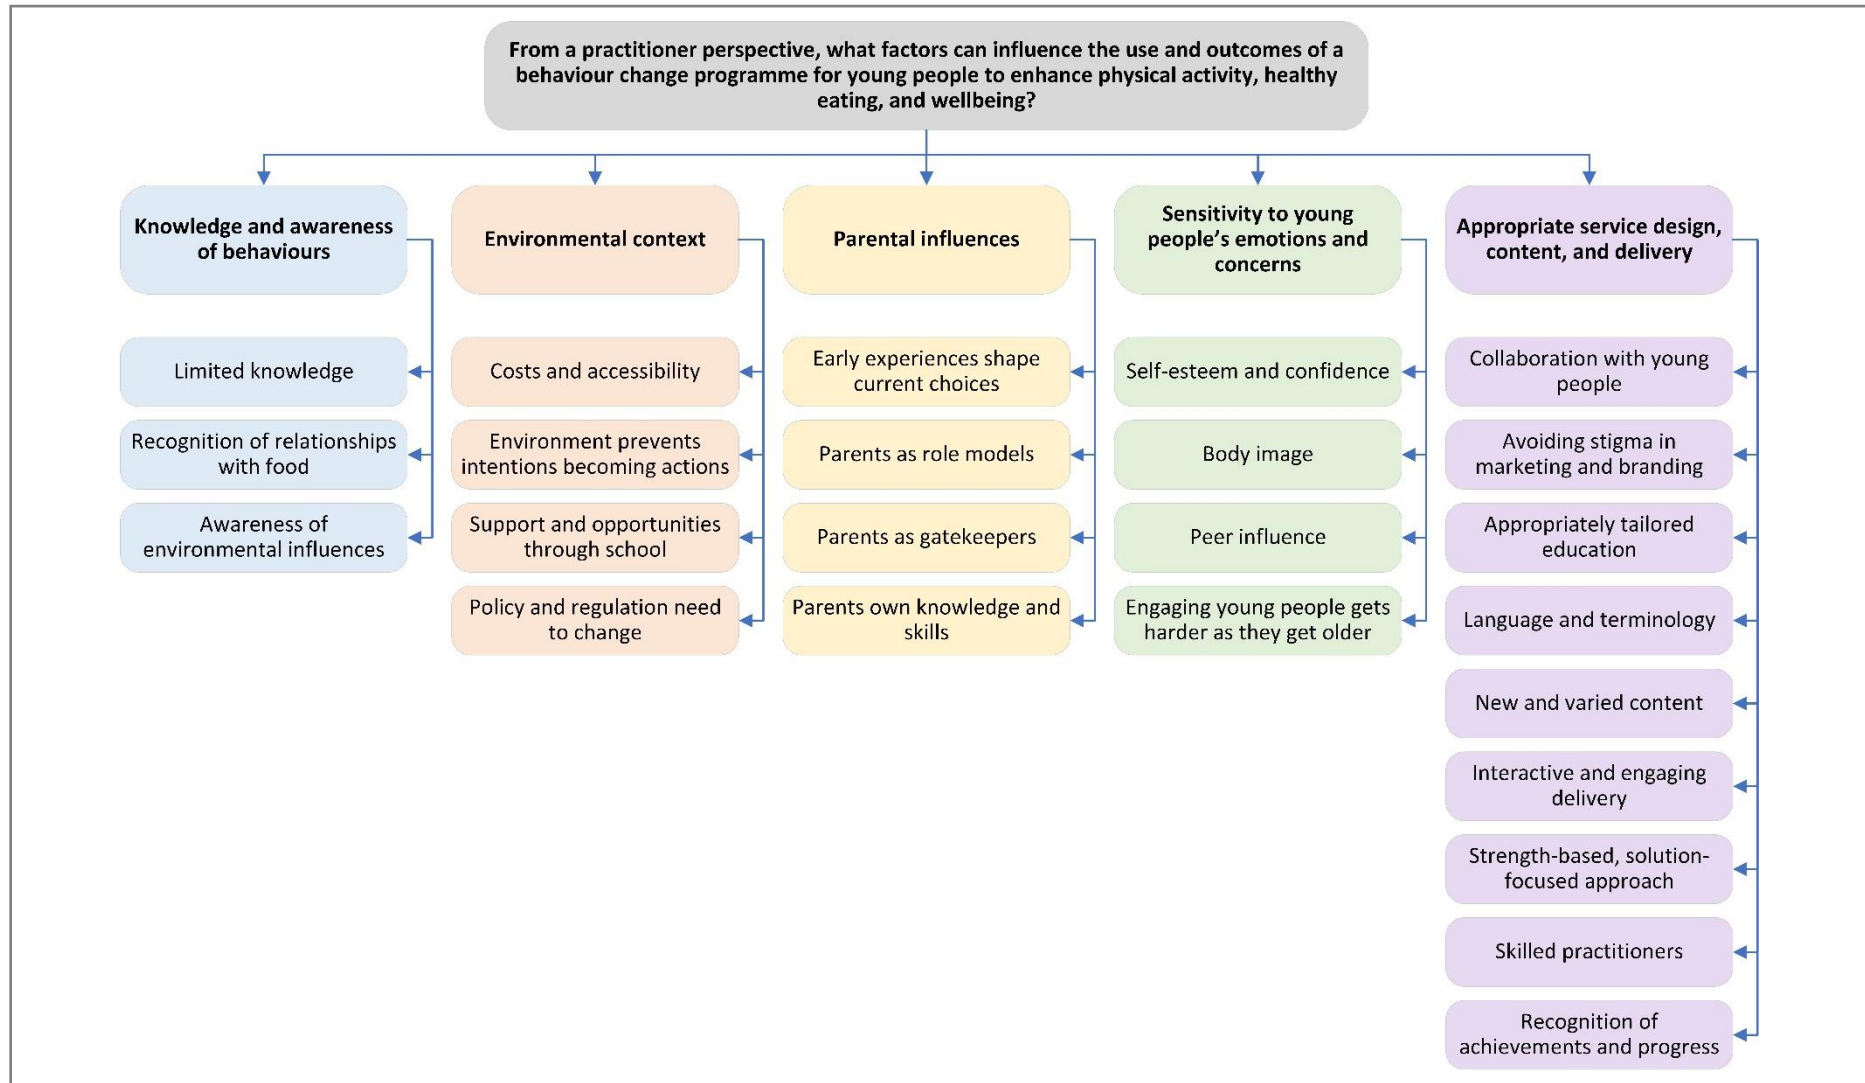 From a practitioner perspective, what factors can influence the use and outcomes of a
behaviour change programme for young people to enhance physical activity, healthy
eating, and wellbeing?
Knowledge and awareness
of behaviours
Limited knowledge
Recognition of relationships
with food
Awareness of
environmental influences
Environmental context
Costs and accessibility
Environment prevents
intentions becoming actions
Support and opportunities
through school
Policy and regulation need
to change
Parental influences
Early experiences shape
current choices
Parents as role models
Parents as gatekeepers
Parents own knowledge and
skills
Sensitivity to young
people’s emotions and
concerns
Self-esteem and confidence
Body image
Peer influence
Engaging young people gets
harder as they get older
Appropriate service design,
content, and delivery
Collaboration with young
people
Avoiding stigma in
marketing and branding
Appropriately tailored
education
Language and terminology
New and varied content
Interactive and engaging
delivery
Strength-based, solution-
focused approach
Skilled practitioners
Recognition of
achievements and progress